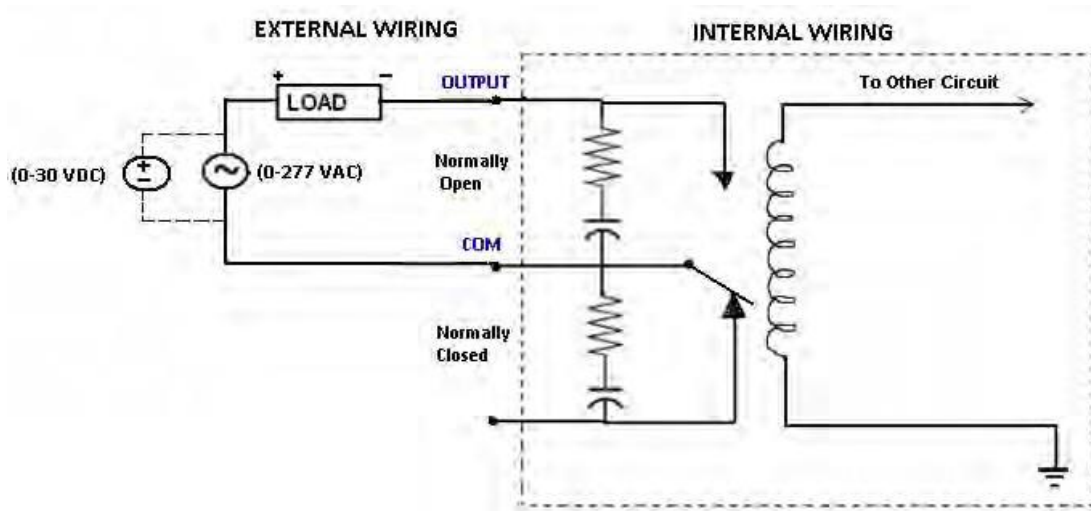 EXTERNAL WIRING
INTERNAL WIRING
+
−
LOAD
OUTPUT
To Other Circuit
(0-30 VDC)
+
−
(0-277 VAC)
Normally
Open
COM
Normally
Closed